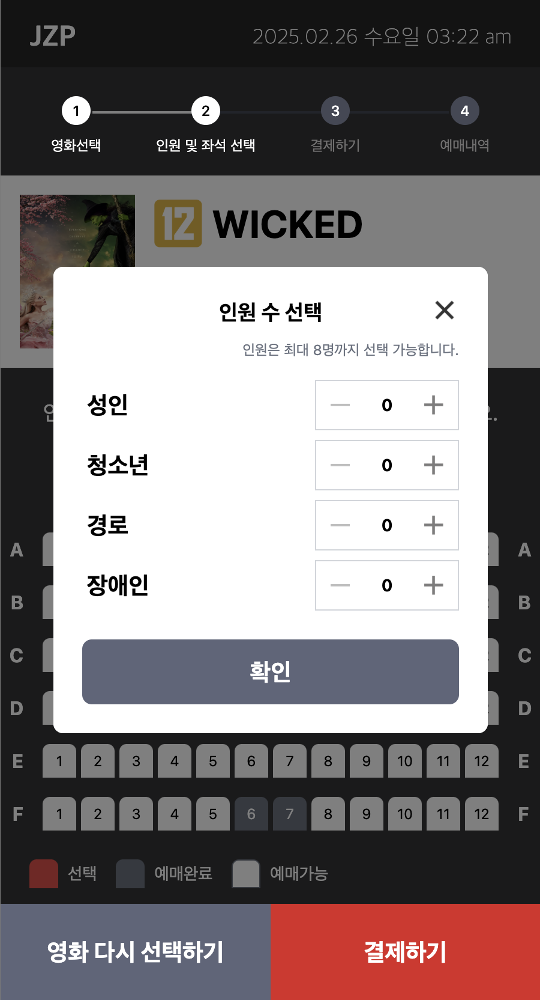 JZP 2025.02.26 수요일 03:22 am
1 2 3 4
영화선택 인원 및 좌석 선택 결제하기 예매내역
12 WICKED
인원 수 선택
인원은 최대 8명까지 선택 가능합니다.
성인 0
청소년 0
경로 0
장애인 0
확인
A A
B B
C C
D D
E 1 2 3 4 5 6 7 8 9 10 11 12 E
F 1 2 3 4 5 6 7 8 9 10 11 12 F
선택 예매완료 예매가능
영화 다시 선택하기 결제하기